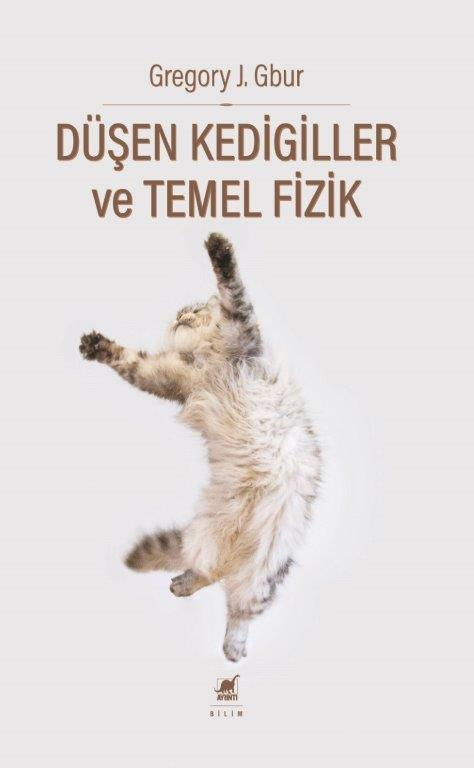 Gregory J. Gbur
DÜŞEN KEDİGİLLER
ve TEMEL FİZİK
AYRINTI
BİLİM